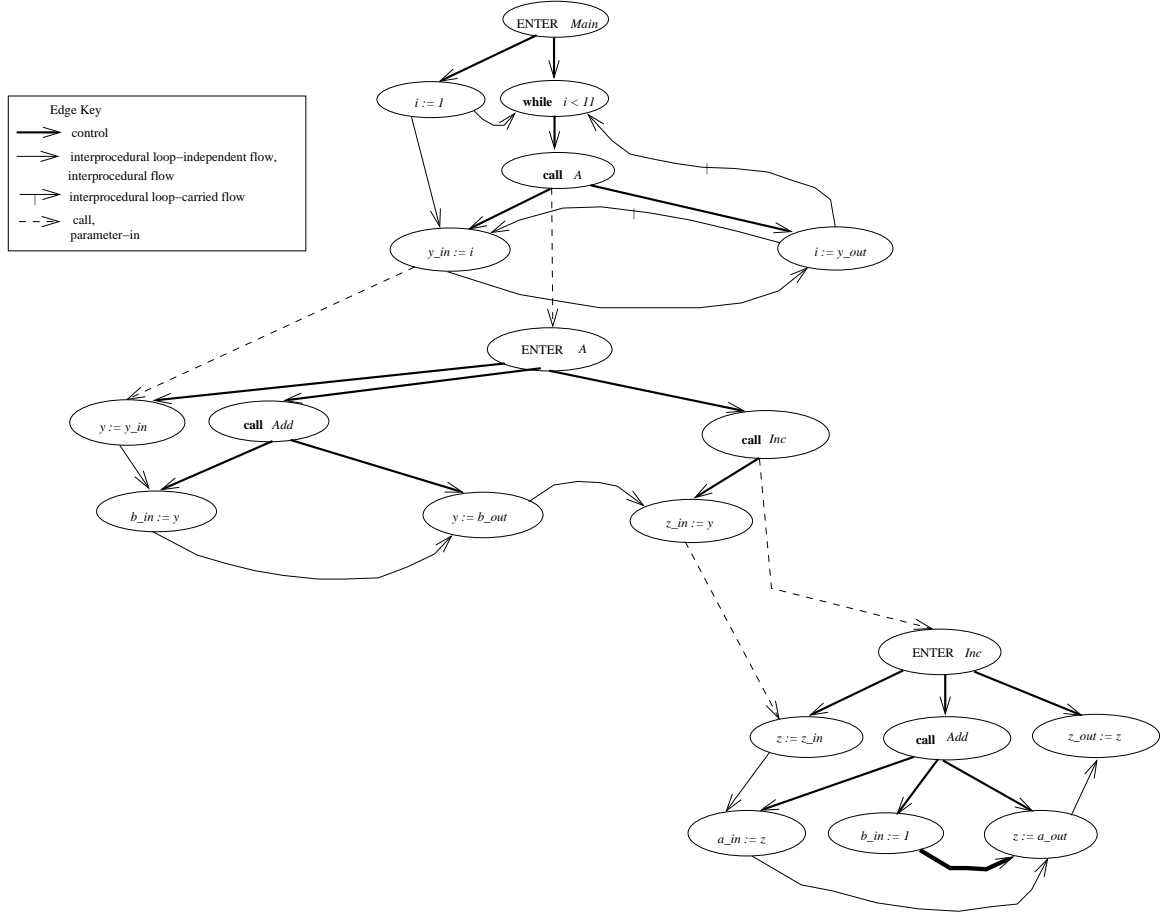 ENTER Main
i := 1
while i < 11
Edge Key
control
interprocedural loop−independent flow,
interprocedural flow
interprocedural loop−carried flow
call,
parameter−in
call A
y_in := i
i := y_out
ENTER A
y := y_in
call Add
call Inc
b_in := y
y := b_out
z_in := y
ENTER Inc
z := z_in
call Add
z_out := z
a_in := z
b_in := 1
z := a_out